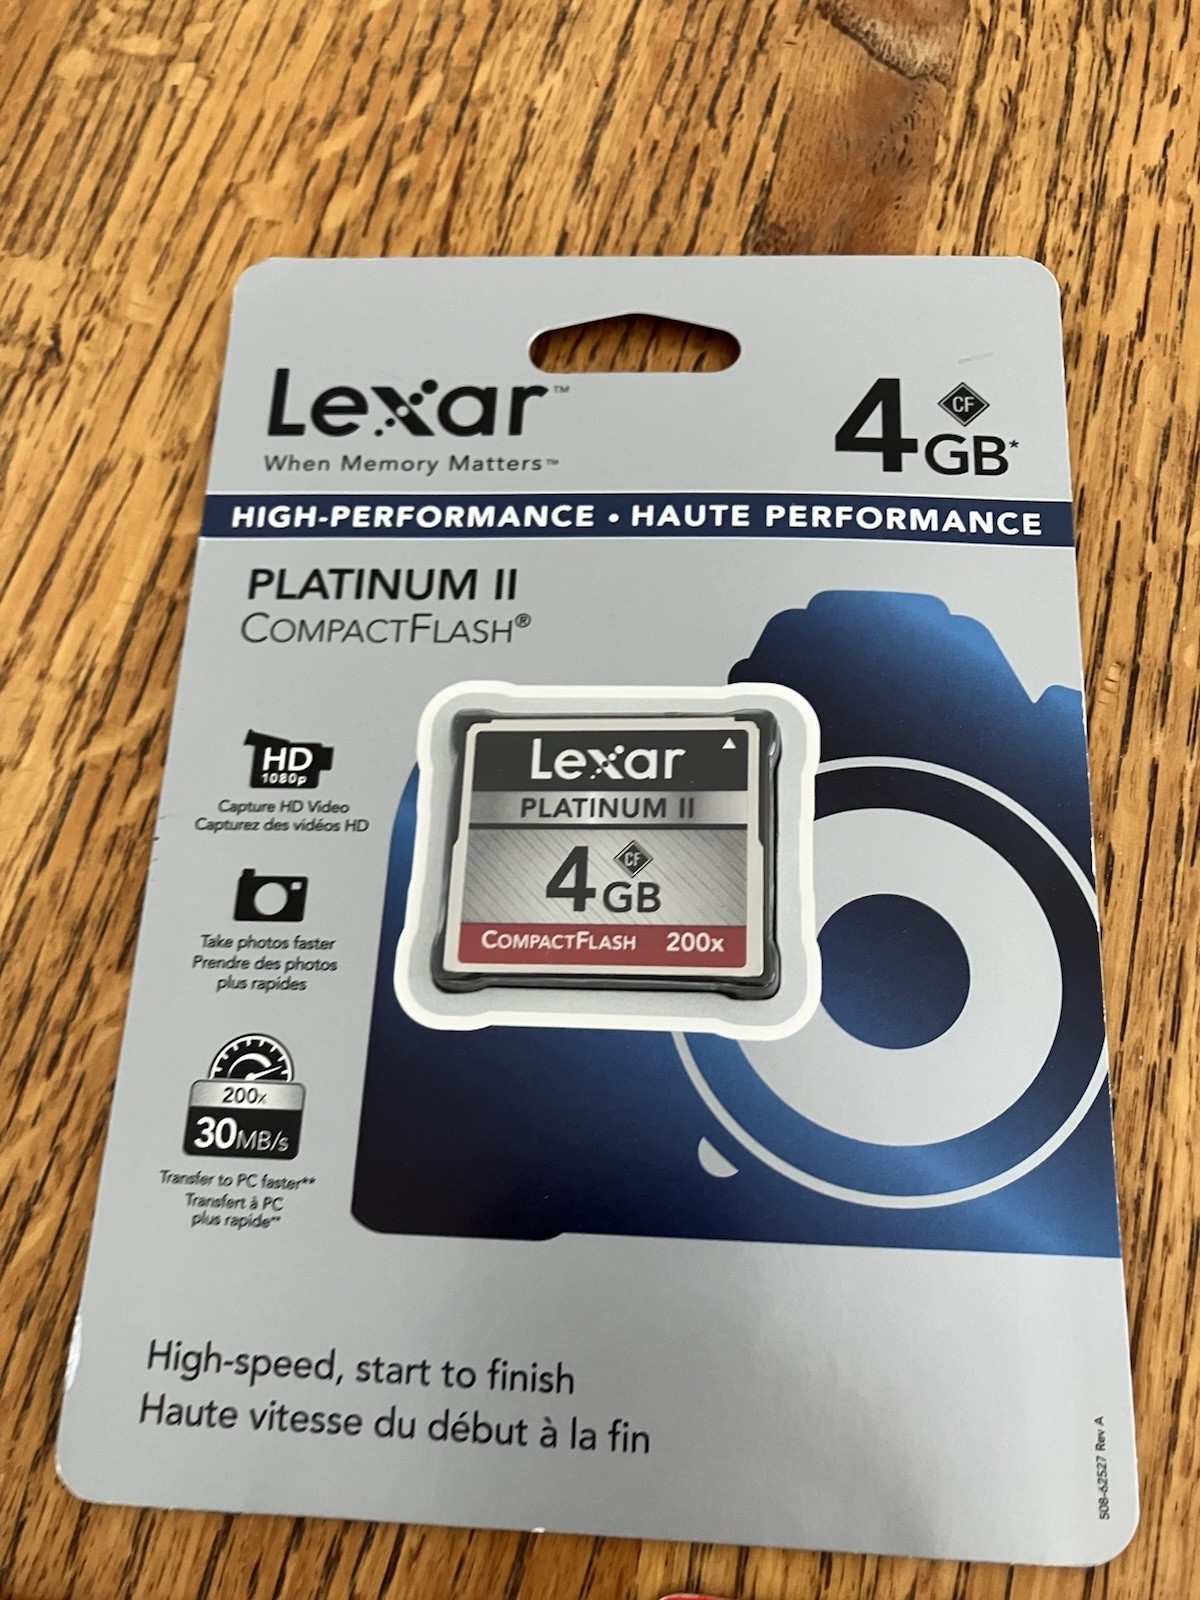 Lexar™
When Memory Matters™
4 GB*
CF
HIGH-PERFORMANCE • HAUTE PERFORMANCE
PLATINUM II
COMPACTFLASH®
HD
1080p
Capture HD Video
Capturez des vidéos HD
Take photos faster
Prendre des photos
plus rapides
200x
30MB/s
Transfer to PC faster**
Transfert à PC
plus rapide**
Lexar
PLATINUM II
4 GB
CF
COMPACTFLASH 200x
High-speed, start to finish
Haute vitesse du début à la fin
508-62527 Rev A